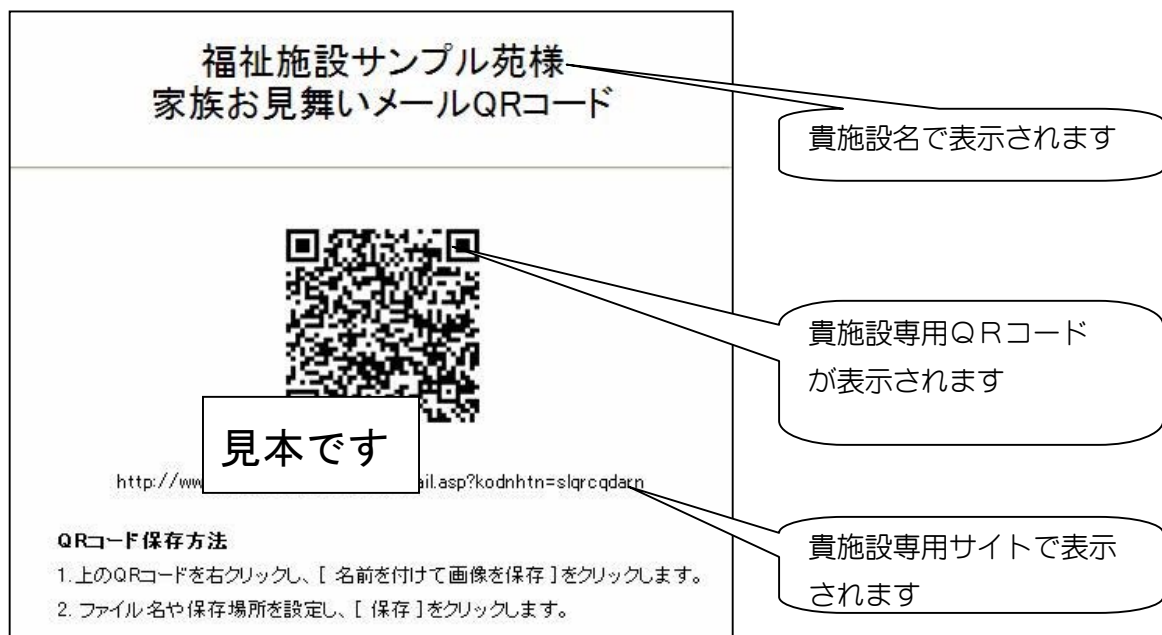 福祉施設サンプル苑様
家族お見舞いメールQRコード
貴施設名で表示されます
貴施設専用QRコード
が表示されます
見本です
http://ww
ail.asp?kodnhtn=slqrcqdarn
貴施設専用サイトで表示
されます
QRコード保存方法
1. 上のQRコードを右クリックし、[ 名前を付けて画像を保存 ]をクリックします。
2. ファイル名や保存場所を設定し、[ 保存 ]をクリックします。